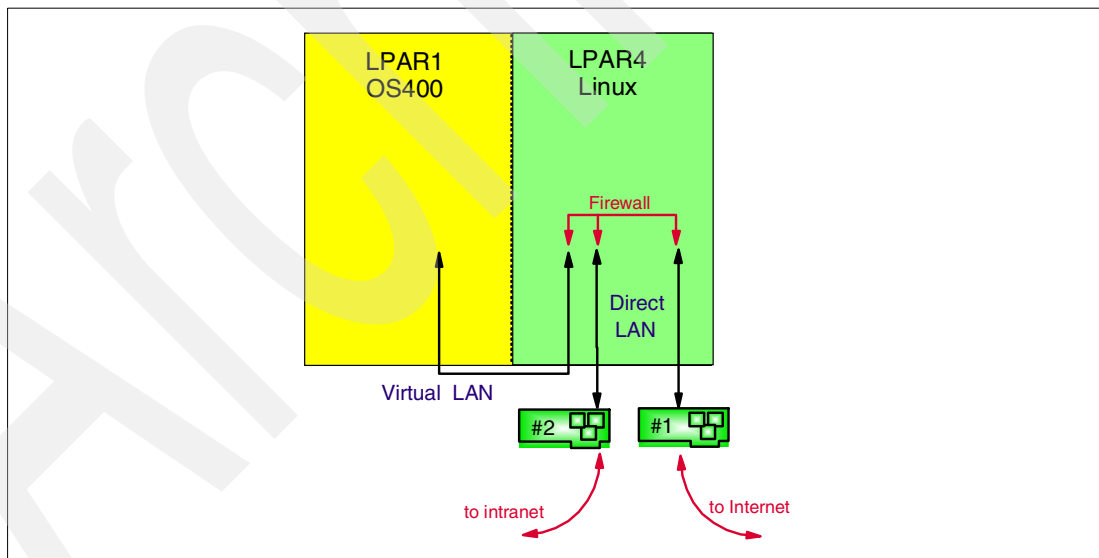 LPAR1
OS400
LPAR4
Linux
Firewall
Direct
LAN
Virtual LAN
#2
#1
to intranet
to Internet